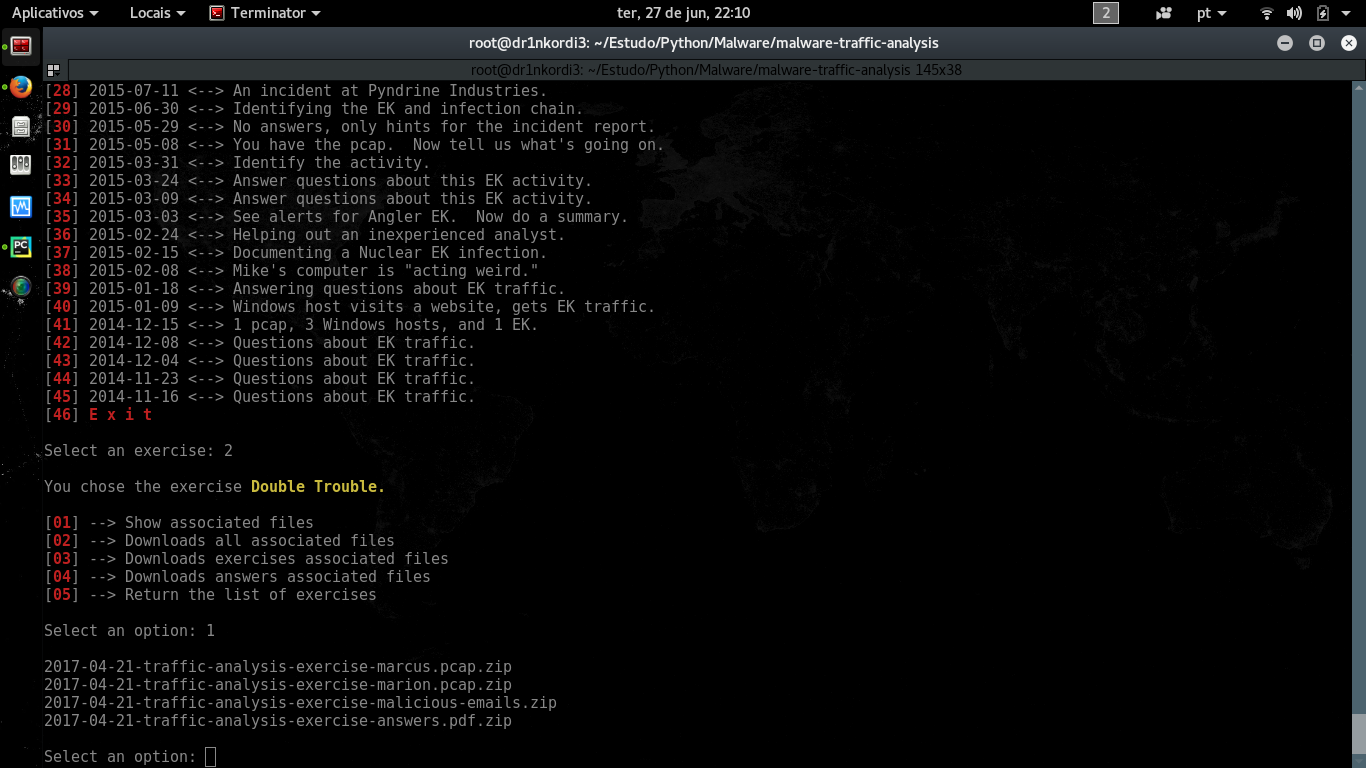 Aplicativos Locais Terminator ter, 27 de jun, 22:10 2 pt
root@dr1nkordi3: ~/Estudo/Python/Malware/malware-traffic-analysis
root@dr1nkordi3: ~/Estudo/Python/Malware/malware-traffic-analysis 145x38
[28] 2015-07-11 <--> An incident at Pyndrine Industries.
[29] 2015-06-30 <--> Identifying the EK and infection chain.
[30] 2015-05-29 <--> No answers, only hints for the incident report.
[31] 2015-05-08 <--> You have the pcap.  Now tell us what's going on.
[32] 2015-03-31 <--> Identify the activity.
[33] 2015-03-24 <--> Answer questions about this EK activity.
[34] 2015-03-09 <--> Answer questions about this EK activity.
[35] 2015-03-03 <--> See alerts for Angler EK.  Now do a summary.
[36] 2015-02-24 <--> Helping out an inexperienced analyst.
[37] 2015-02-15 <--> Documenting a Nuclear EK infection.
[38] 2015-02-08 <--> Mike's computer is "acting weird."
[39] 2015-01-18 <--> Answering questions about EK traffic.
[40] 2015-01-09 <--> Windows host visits a website, gets EK traffic.
[41] 2014-12-15 <--> 1 pcap, 3 Windows hosts, and 1 EK.
[42] 2014-12-08 <--> Questions about EK traffic.
[43] 2014-12-04 <--> Questions about EK traffic.
[44] 2014-11-23 <--> Questions about EK traffic.
[45] 2014-11-16 <--> Questions about EK traffic.
[46] E x i t
Select an exercise: 2
You chose the exercise Double Trouble.
[01] --> Show associated files
[02] --> Downloads all associated files
[03] --> Downloads exercises associated files
[04] --> Downloads answers associated files
[05] --> Return the list of exercises
Select an option: 1
2017-04-21-traffic-analysis-exercise-marcus.pcap.zip
2017-04-21-traffic-analysis-exercise-marion.pcap.zip
2017-04-21-traffic-analysis-exercise-malicious-emails.zip
2017-04-21-traffic-analysis-exercise-answers.pdf.zip
Select an option:
PC